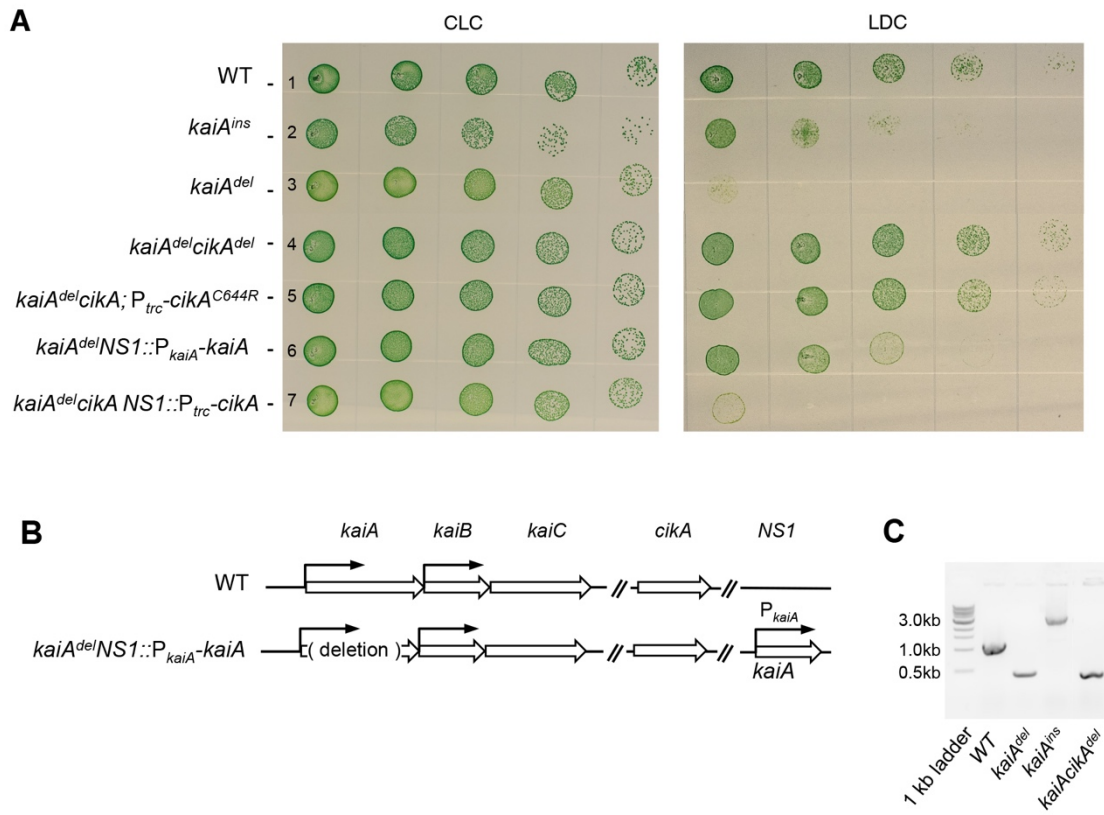 A
CLC
LDC
WT - 1
kaiA^ins - 2
kaiA^del - 3
kaiA^del cikA^del - 4
kaiA^del cikA; P_trc-cikA^C644R - 5
kaiA^del NS1::P_kaiA-kaiA - 6
kaiA^del cikA NS1::P_trc-cikA - 7
B
kaiA kaiB kaiC cikA NS1
WT
P_kaiA
kaiA^del NS1::P_kaiA-kaiA
( deletion )
kaiA
C
3.0kb
1.0kb
0.5kb
1 kb ladder
WT
kaiA^del
kaiA^ins
kaiAcikA^del